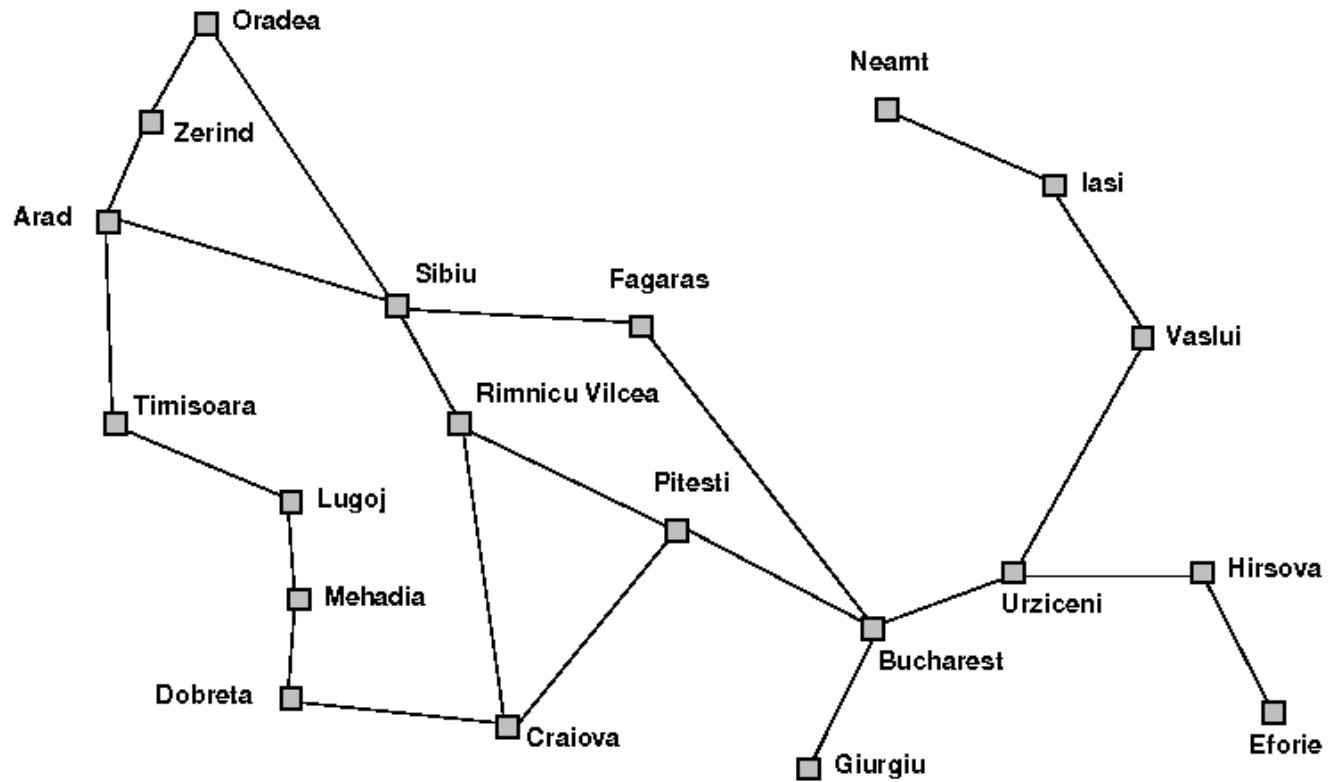 Oradea
Neamt
Zerind
Iasi
Arad
Sibiu
Fagaras
Vaslui
Rimnicu Vilcea
Timisoara
Pitesti
Lugoj
Hirsova
Mehadia
Urziceni
Bucharest
Dobreta
Craiova
Eforie
Giurgiu